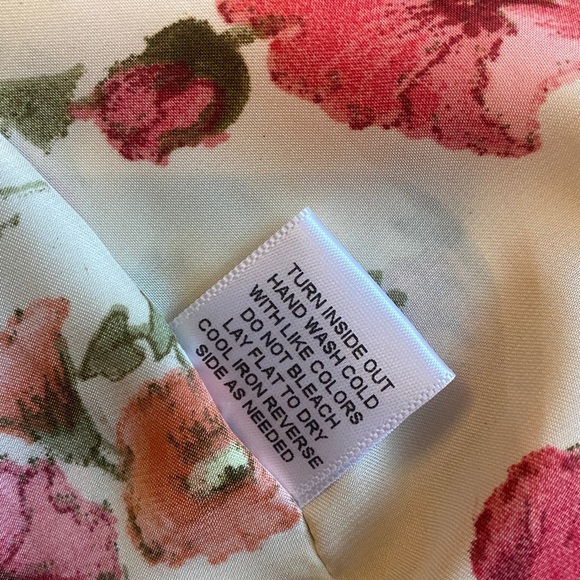 TURN INSIDE OUT
HAND WASH COLD
WITH LIKE COLORS
DO NOT BLEACH
LAY FLAT TO DRY
COOL IRON REVERSE
SIDE AS NEEDED